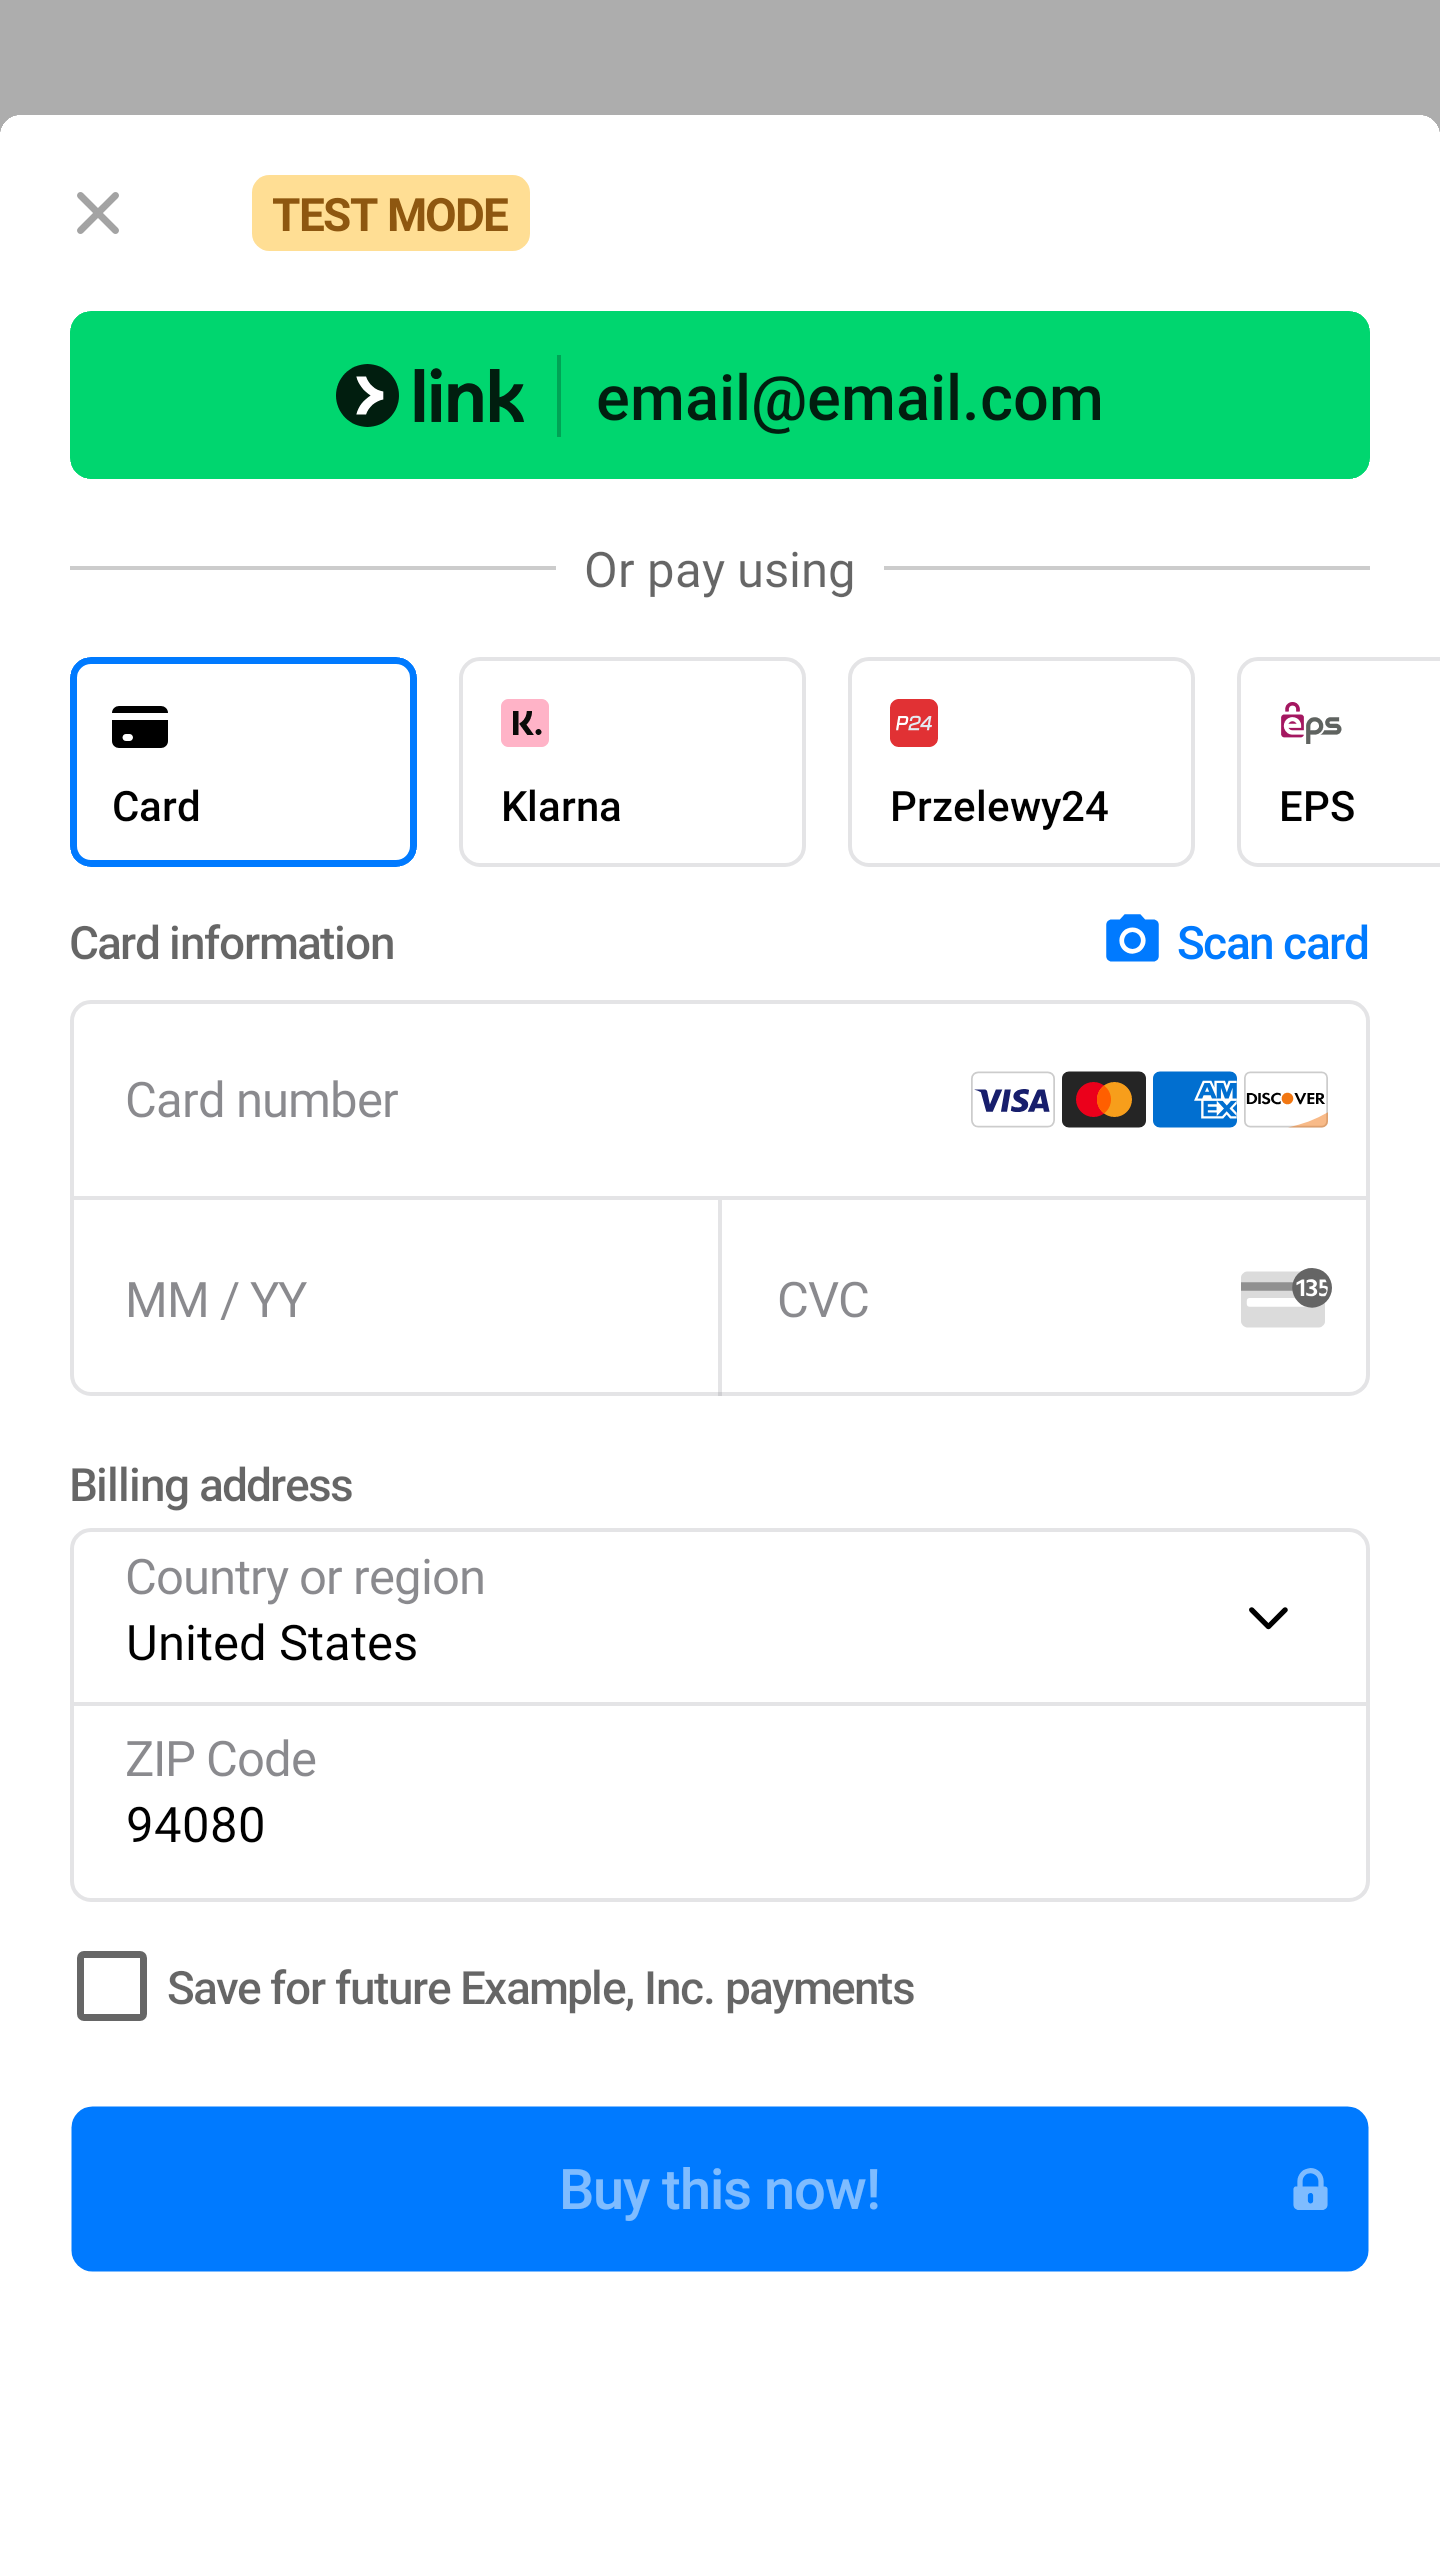 TEST MODE
link | email@email.com
Or pay using
K. P24 eps
Card Klarna Przelewy24 EPS
Card information Scan card
Card number VISA AM EX DISCOVER
MM / YY CVC 135
Billing address
Country or region
United States
ZIP Code
94080
Save for future Example, Inc. payments
Buy this now!